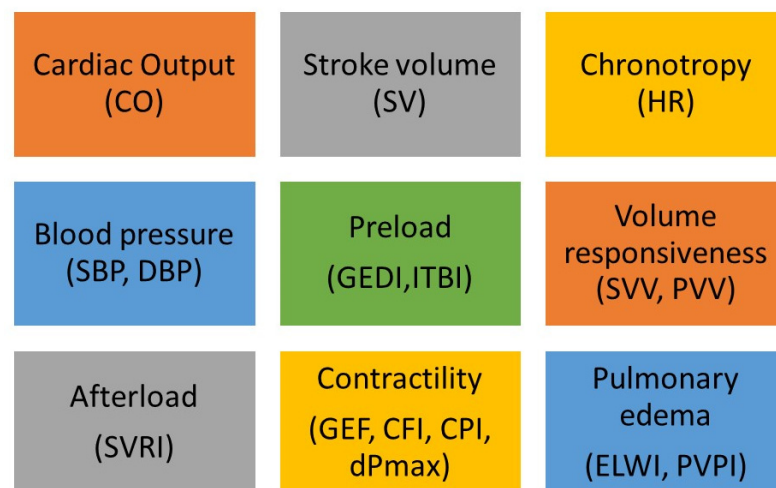 Cardiac Output
(CO)
Stroke volume
(SV)
Chronotropy
(HR)
Blood pressure
(SBP, DBP)
Preload
(GEDI,ITBI)
Volume
responsiveness
(SVV, PVV)
Afterload
(SVRI)
Contractility
(GEF, CFI, CPI,
dPmax)
Pulmonary
edema
(ELWI, PVPI)